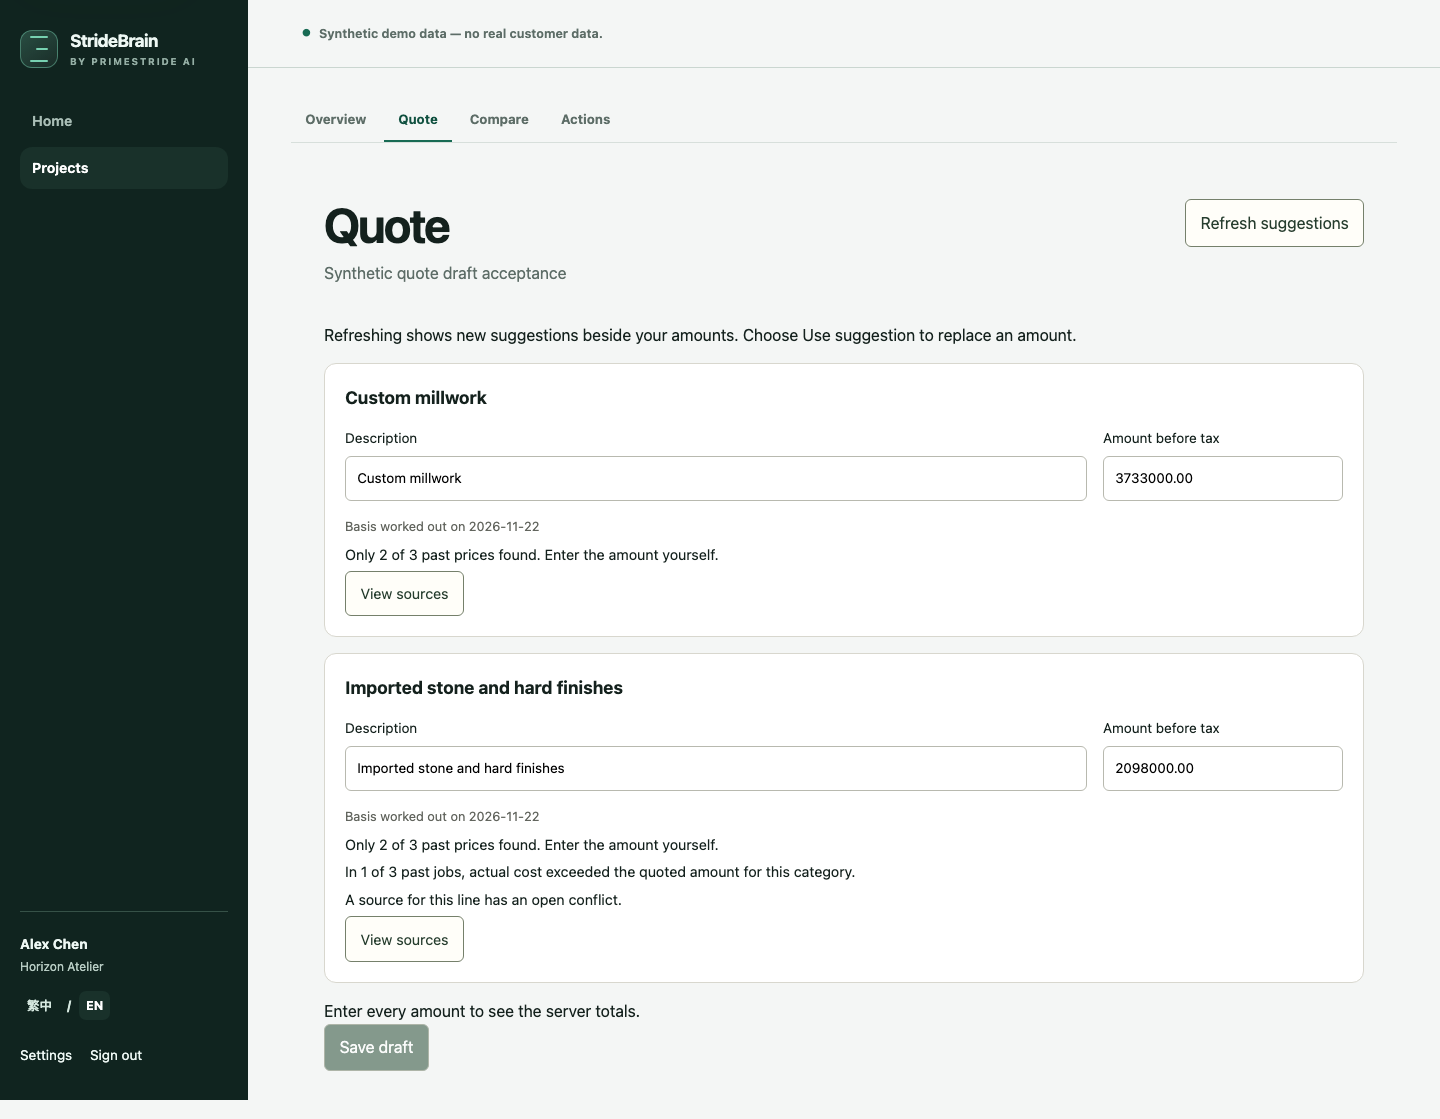 StrideBrain
BY PRIMESTRIDE AI
Home
Projects
Alex Chen
Horizon Atelier
繁中 / EN
Settings Sign out
Synthetic demo data — no real customer data.
Overview Quote Compare Actions
Quote
Refresh suggestions
Synthetic quote draft acceptance
Refreshing shows new suggestions beside your amounts. Choose Use suggestion to replace an amount.
Custom millwork
Description Amount before tax
Custom millwork 3733000.00
Basis worked out on 2026-11-22
Only 2 of 3 past prices found. Enter the amount yourself.
View sources
Imported stone and hard finishes
Description Amount before tax
Imported stone and hard finishes 2098000.00
Basis worked out on 2026-11-22
Only 2 of 3 past prices found. Enter the amount yourself.
In 1 of 3 past jobs, actual cost exceeded the quoted amount for this category.
A source for this line has an open conflict.
View sources
Enter every amount to see the server totals.
Save draft